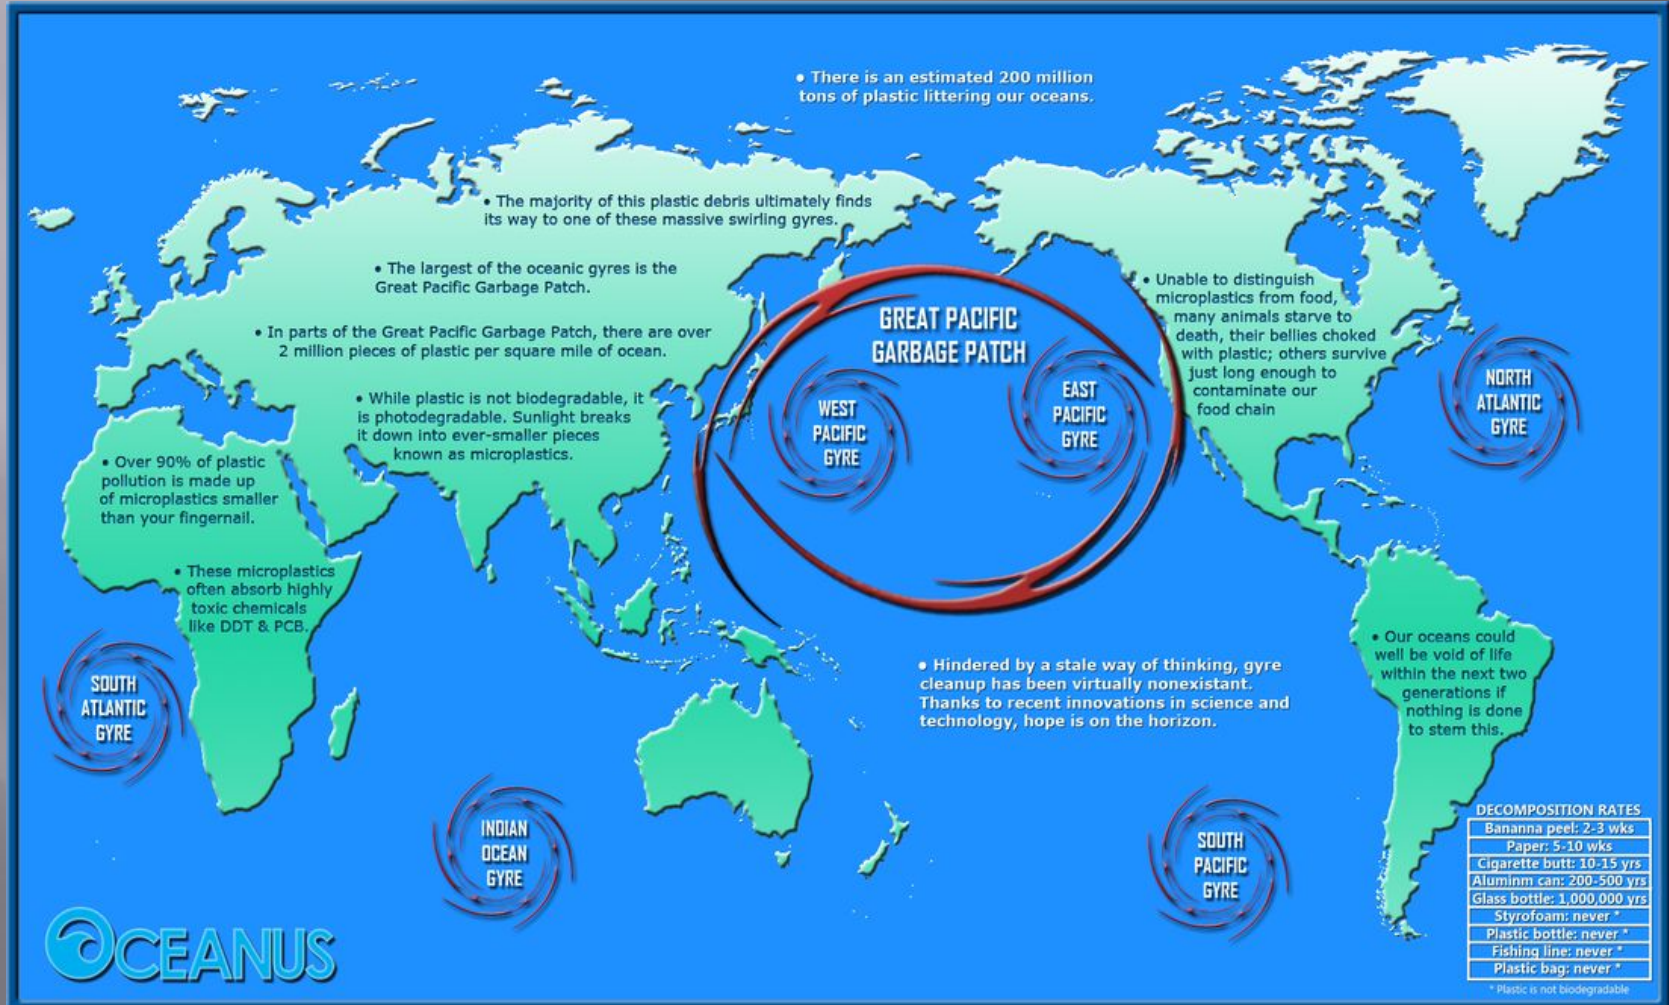 • There is an estimated 200 million
tons of plastic littering our oceans.
• The majority of this plastic debris ultimately finds
its way to one of these massive swirling gyres.
• The largest of the oceanic gyres is the
Great Pacific Garbage Patch.
• In parts of the Great Pacific Garbage Patch, there are over
2 million pieces of plastic per square mile of ocean.
• While plastic is not biodegradable, it
is photodegradable. Sunlight breaks
it down into ever-smaller pieces
known as microplastics.
• Over 90% of plastic
pollution is made up
of microplastics smaller
than your fingernail.
• These microplastics
often absorb highly
toxic chemicals
like DDT & PCB.
GREAT PACIFIC
GARBAGE PATCH
WEST
PACIFIC
GYRE
EAST
PACIFIC
GYRE
• Unable to distinguish
microplastics from food,
many animals starve to
death, their bellies choked
with plastic; others survive
just long enough to
contaminate our
food chain
NORTH
ATLANTIC
GYRE
SOUTH
ATLANTIC
GYRE
• Hindered by a stale way of thinking, gyre
cleanup has been virtually nonexistant.
Thanks to recent innovations in science and
technology, hope is on the horizon.
• Our oceans could
well be void of life
within the next two
generations if
nothing is done
to stem this.
INDIAN
OCEAN
GYRE
SOUTH
PACIFIC
GYRE
DECOMPOSITION RATES
Bananna peel: 2-3 wks
Paper: 5-10 wks
Cigarette butt: 10-15 yrs
Aluminm can: 200-500 yrs
Glass bottle: 1,000,000 yrs
Styrofoam: never *
Plastic bottle: never *
Fishing line: never *
Plastic bag: never *
* Plastic is not biodegradable
OCEANUS